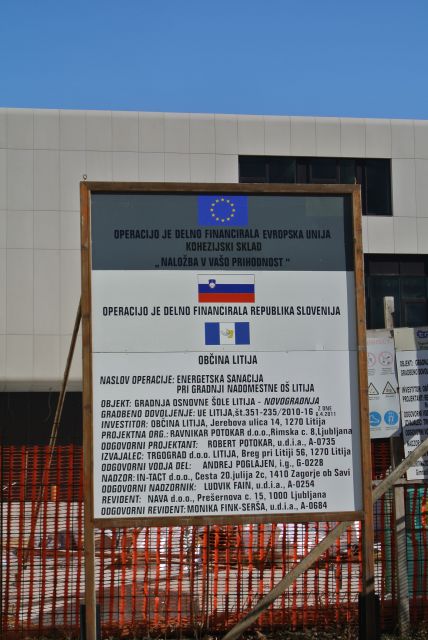 OPERACIJO JE DELNO FINANCIRALA EVROPSKA UNIJA
KOHEZIJSKI SKLAD
„NALOŽBA V VAŠO PRIHODNOST"
OPERACIJO JE DELNO FINANCIRALA REPUBLIKA SLOVENIJA
OBČINA LITIJA
NASLOV OPERACIJE: ENERGETSKA SANACIJA
PRI GRADNJI NADOMESTNE OŠ LITIJA
OBJEKT: GRADNJA OSNOVNE ŠOLE LITIJA - NOVOGRADNJA
GRADBENO DOVOLJENJE: UE LITIJA,št.351-235/2010-16 Z DNE 6.4.2011
INVESTITOR: OBČINA LITIJA, Jerebova ulica 14, 1270 Litija
PROJEKTNA ORG.: RAVNIKAR POTOKAR d.o.o.,Rimska c. 8,Ljubljana
ODGOVORNI PROJEKTANT: ROBERT POTOKAR, u.d.i.a., A-0735
IZVAJALEC: TRGOGRAD d.o.o. LITIJA, Breg pri Litiji 56, 1270 Litija
ODGOVORNI VODJA DEL: ANDREJ POGLAJEN, i.g., G-0228
NADZOR: IN-TACT d.o.o., Cesta 20.julija 2c, 1410 Zagorje ob Savi
ODGOVORNI NADZORNIK: LUDVIK FAIN, u.d.i.a., A-0254
REVIDENT: NAVA d.o.o., Prešernova c. 15, 1000 Ljubljana
ODGOVORNI REVIDENT: MONIKA FINK-SERŠA, u.d.i.a., A-0684